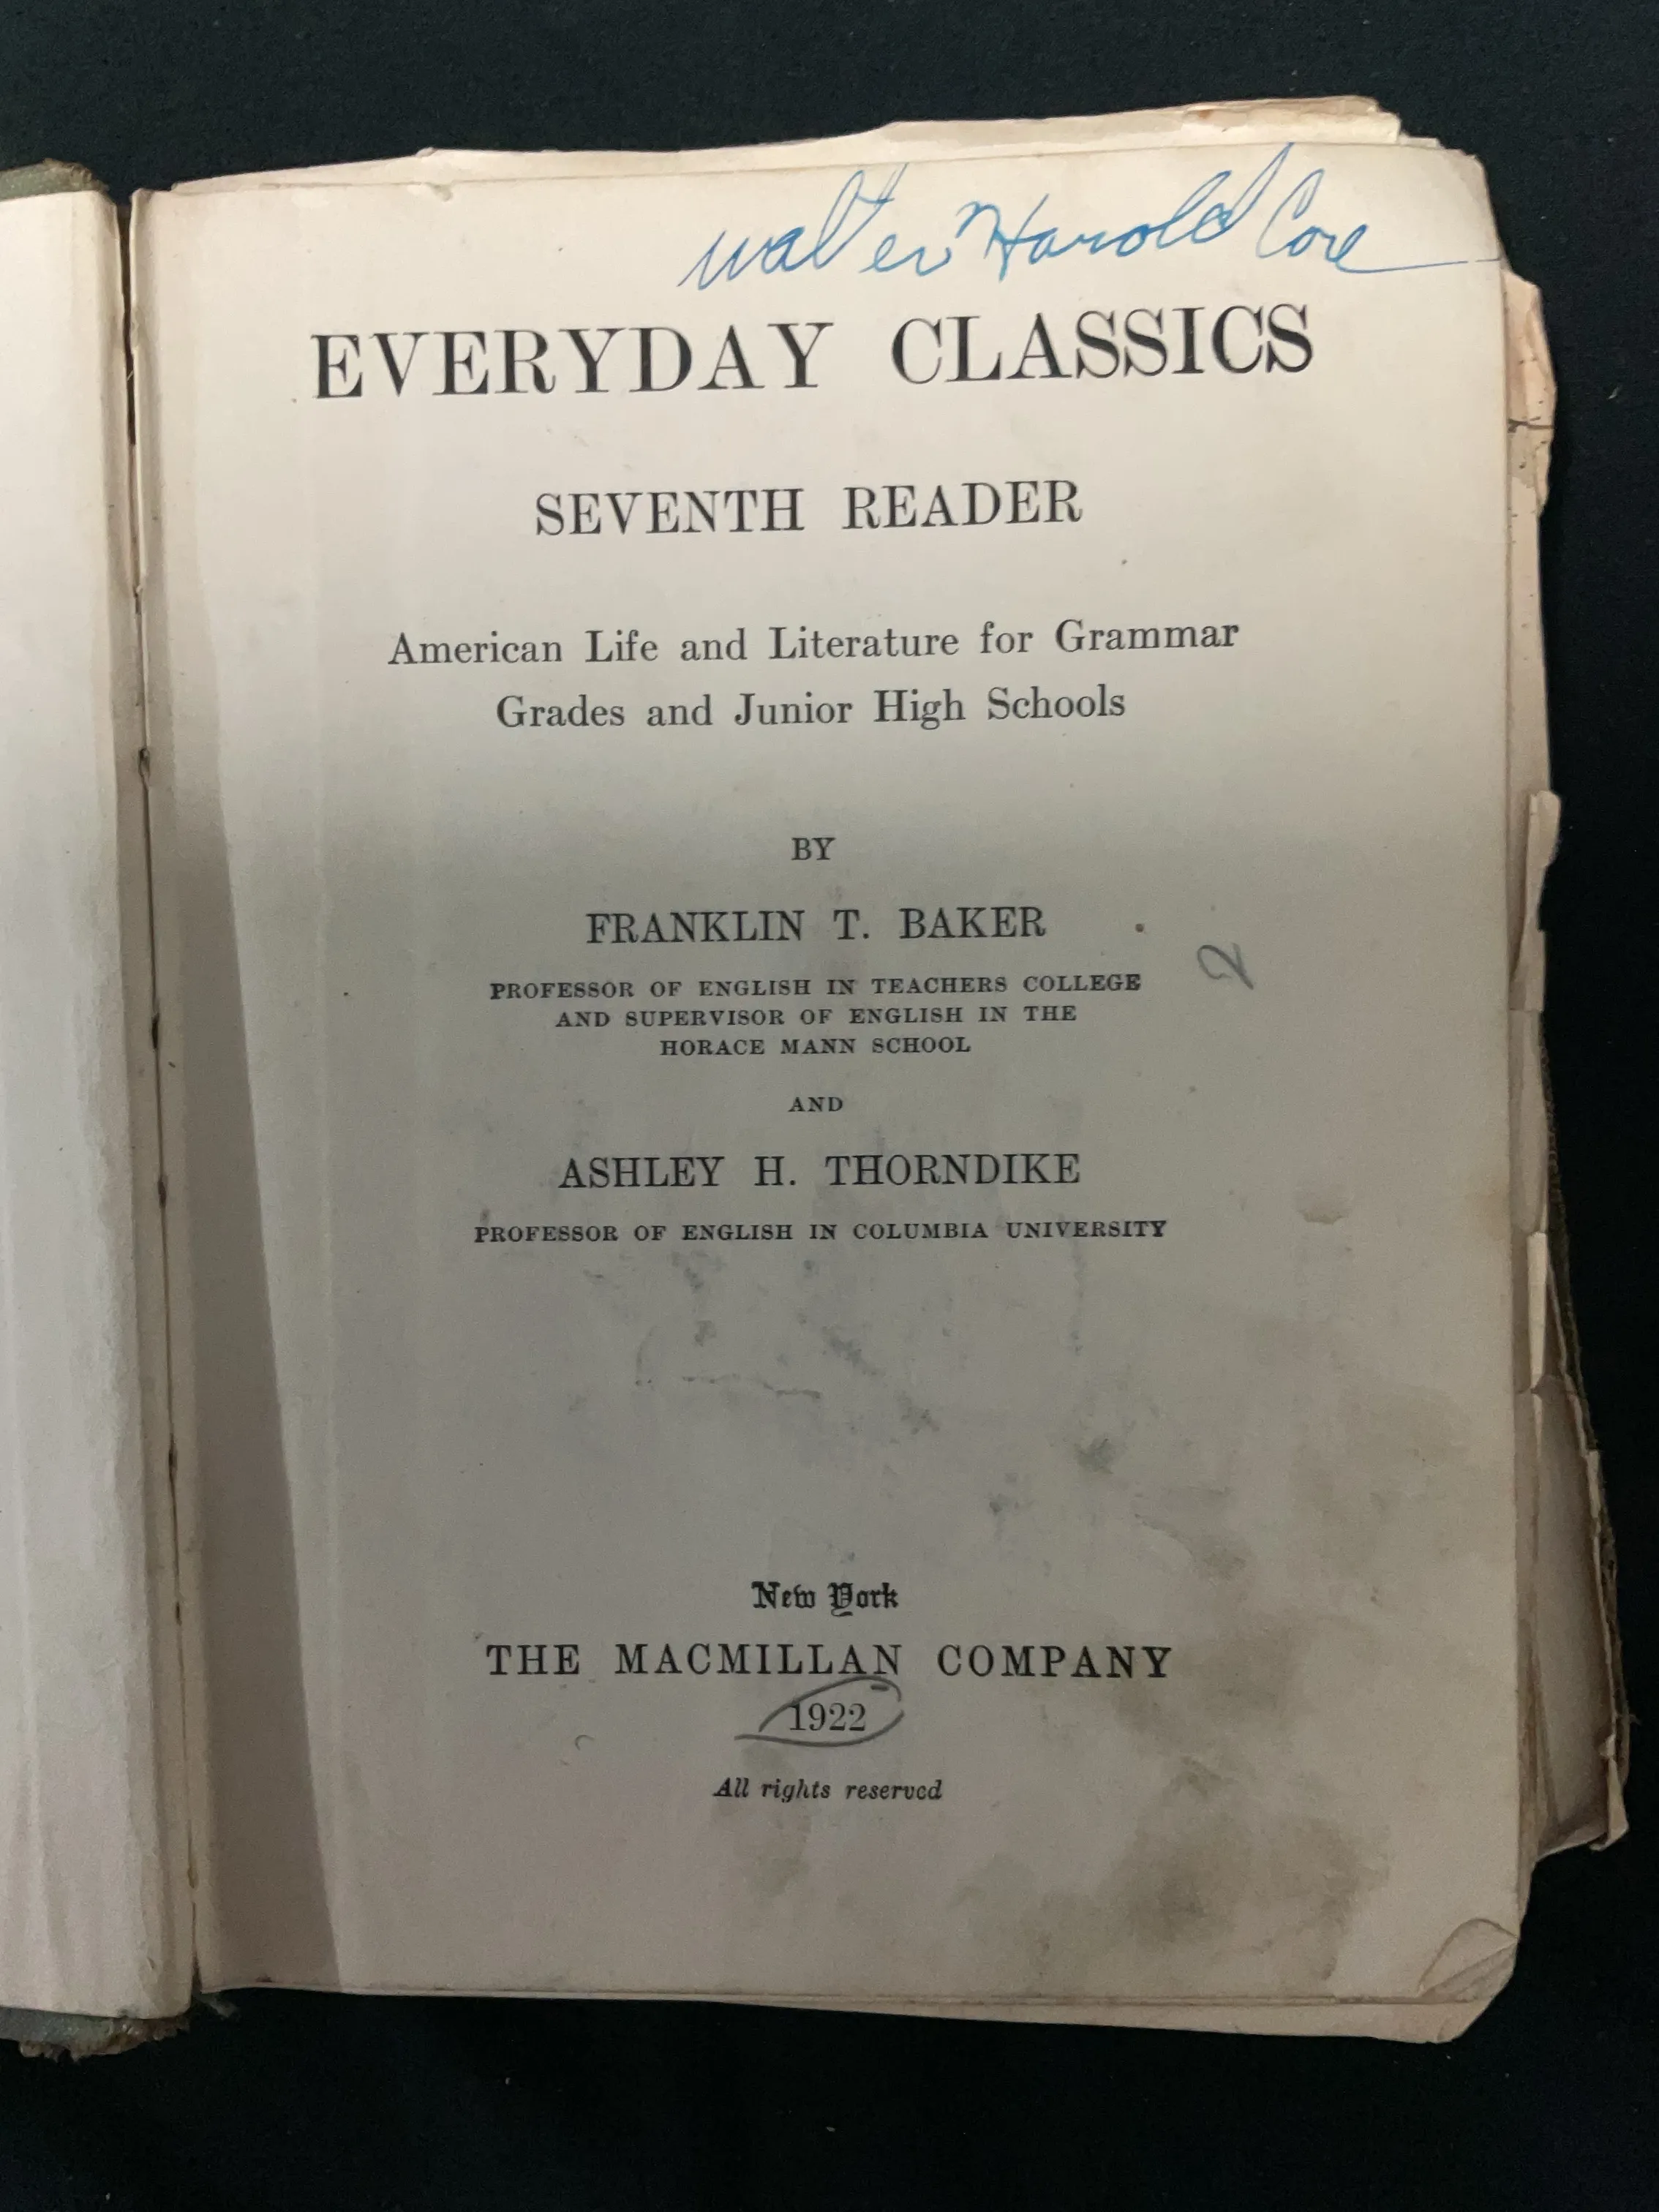 Walter Harold Core
EVERYDAY CLASSICS
SEVENTH READER
American Life and Literature for Grammar
Grades and Junior High Schools
BY
FRANKLIN T. BAKER
PROFESSOR OF ENGLISH IN TEACHERS COLLEGE
AND SUPERVISOR OF ENGLISH IN THE
HORACE MANN SCHOOL
2
AND
ASHLEY H. THORNDIKE
PROFESSOR OF ENGLISH IN COLUMBIA UNIVERSITY
New York
THE MACMILLAN COMPANY
1922
All rights reserved